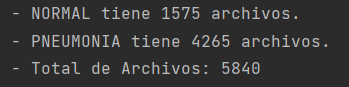 - NORMAL tiene 1575 archivos.
- PNEUMONIA tiene 4265 archivos.
- Total de Archivos: 5840